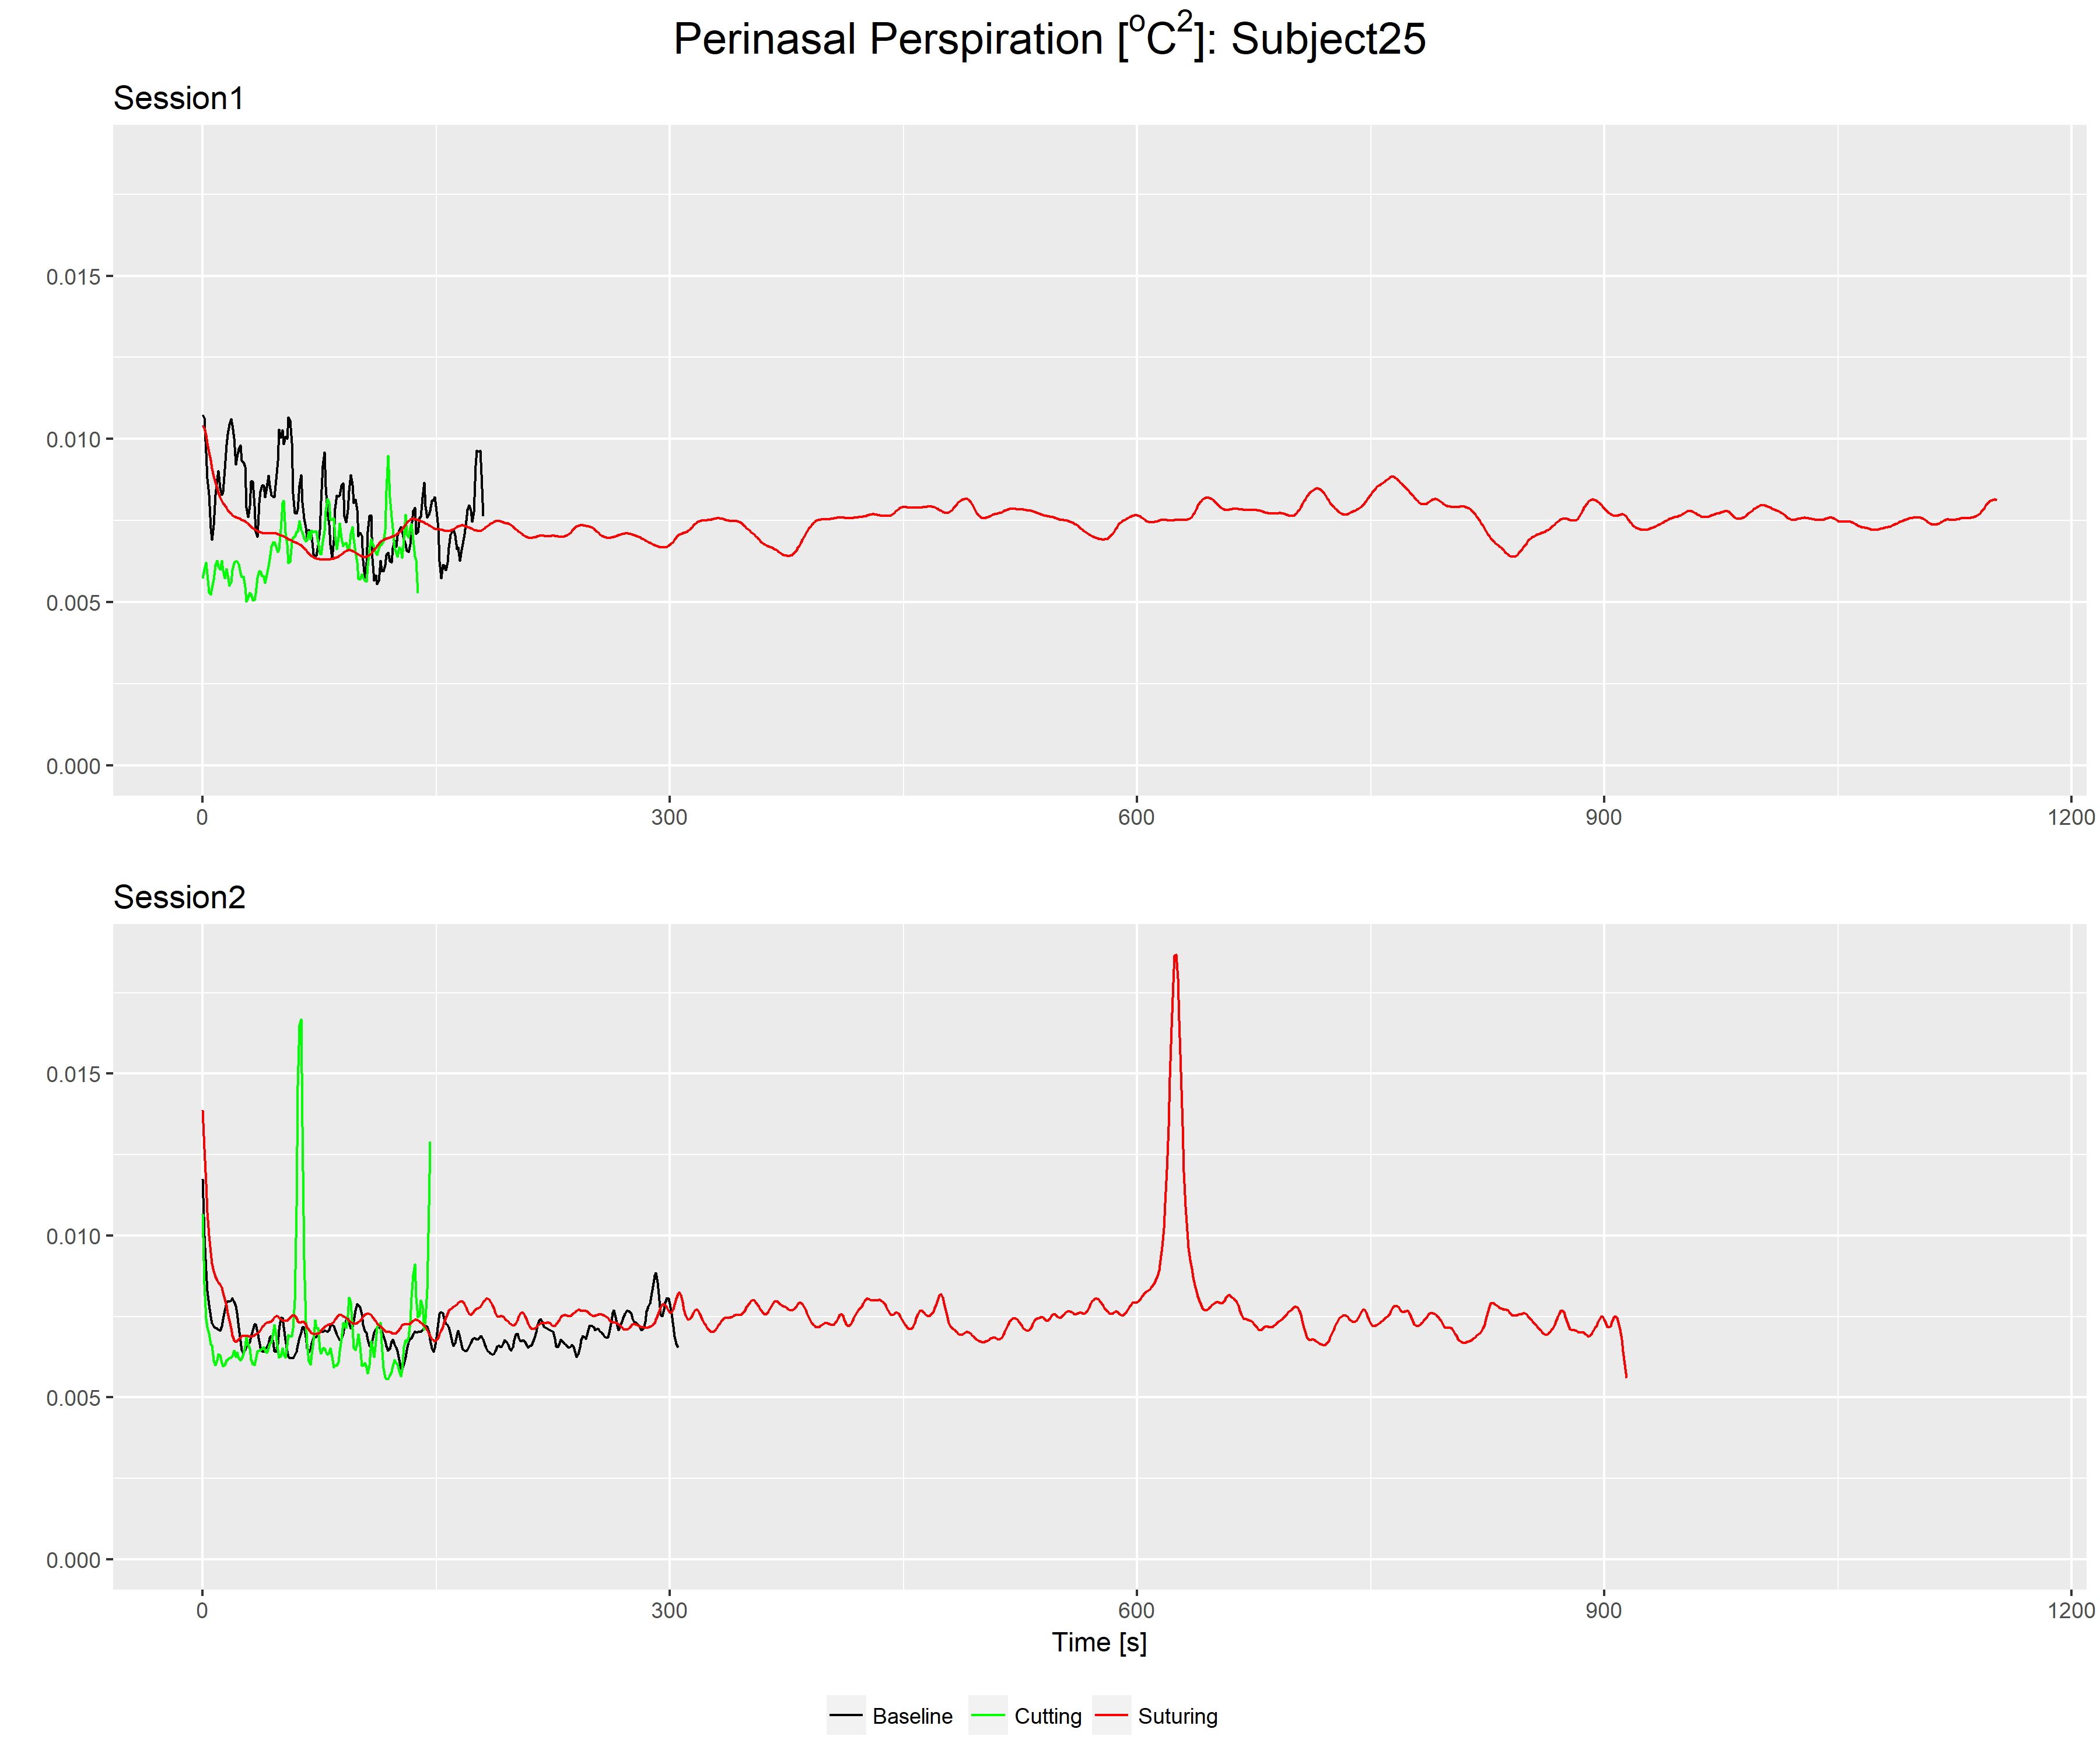 Perinasal Perspiration [°C²]: Subject25
Session1
0.015
0.010
0.005
0.000
0 300 600 900 1200
Session2
0.015
0.010
0.005
0.000
0 300 600 900 1200
Time [s]
Baseline Cutting Suturing